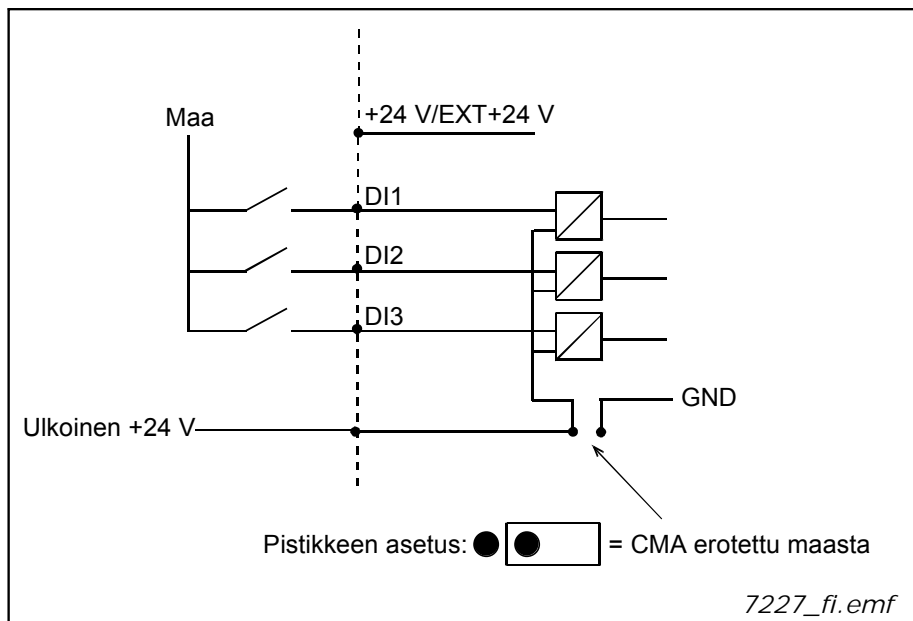 Maa
+24 V/EXT+24 V
DI1
DI2
DI3
GND
Ulkoinen +24 V
Pistikkeen asetus: = CMA erotettu maasta
7227_fi.emf